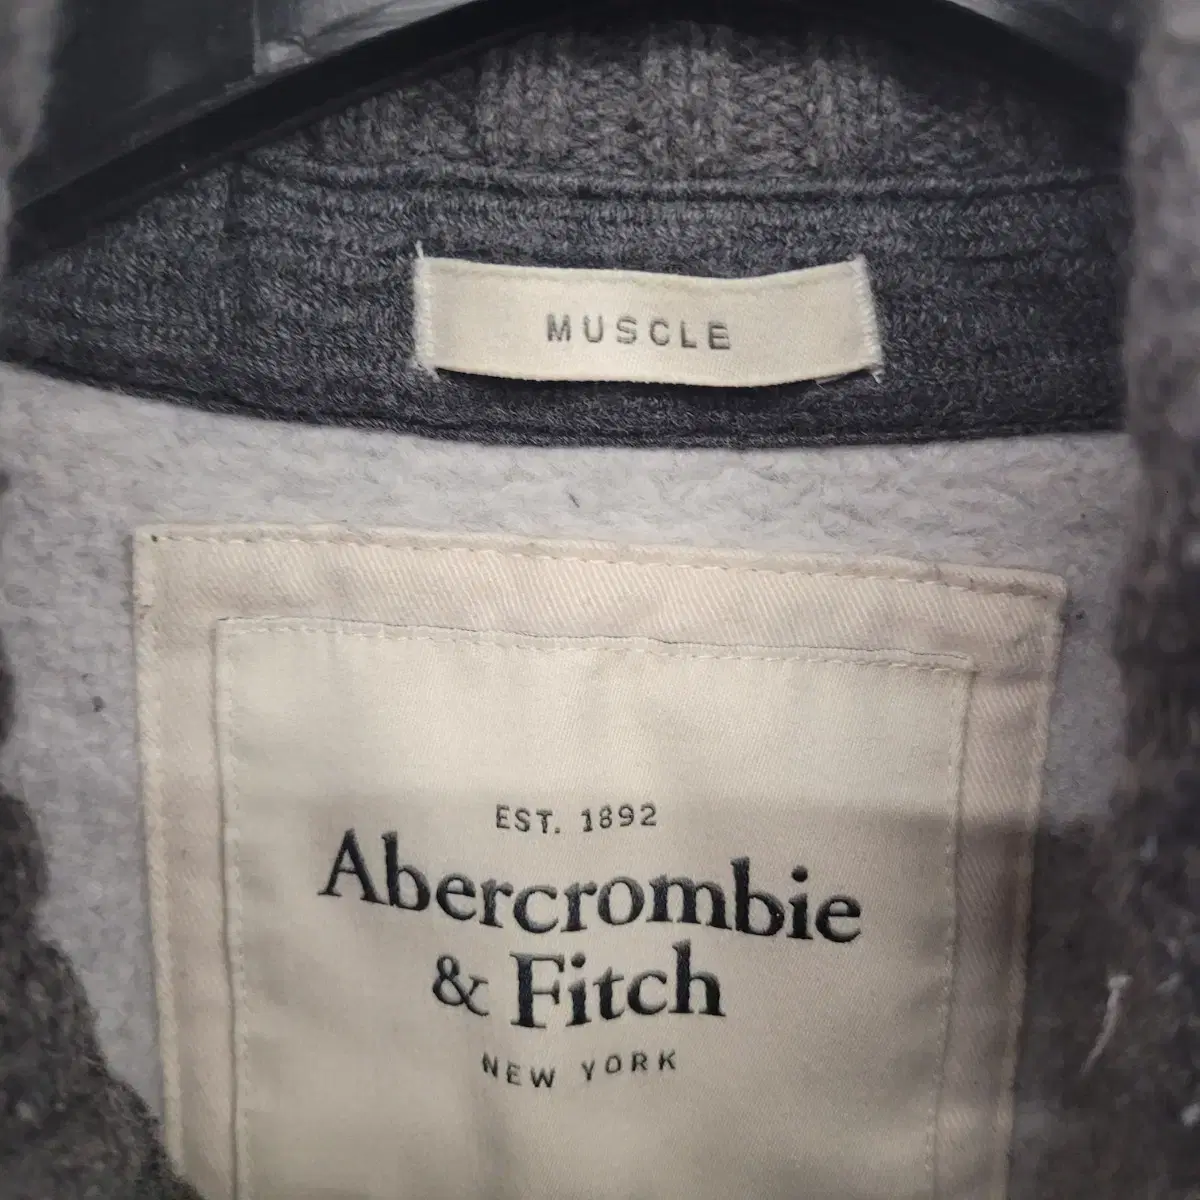 MUSCLE
EST. 1892
Abercrombie
& Fitch
NEW YORK